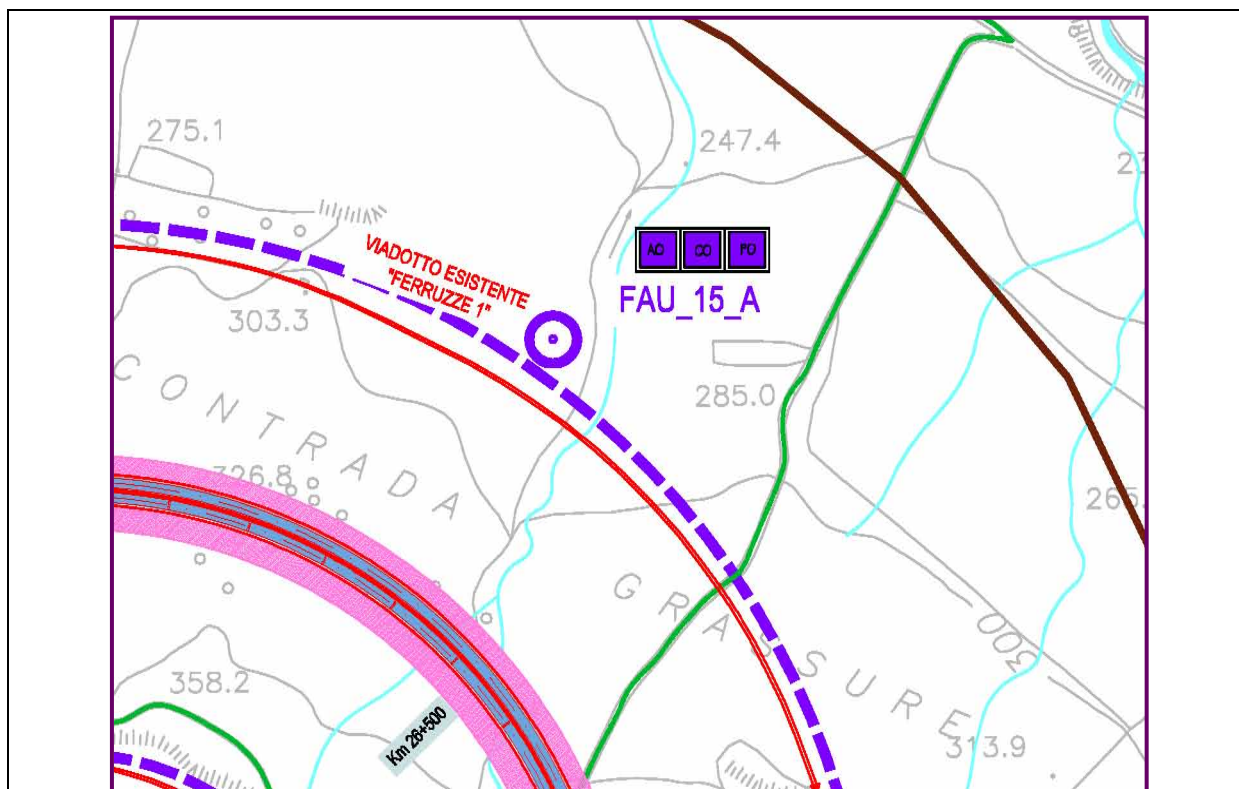 275.1
247.4
VIADOTTO ESISTENTE
"FERRUZZE 1"
AO CO PO
FAU_15_A
303.3
285.0
CONTRADA
326.8
GRASSURE
300
358.2
Km 26+500
313.9